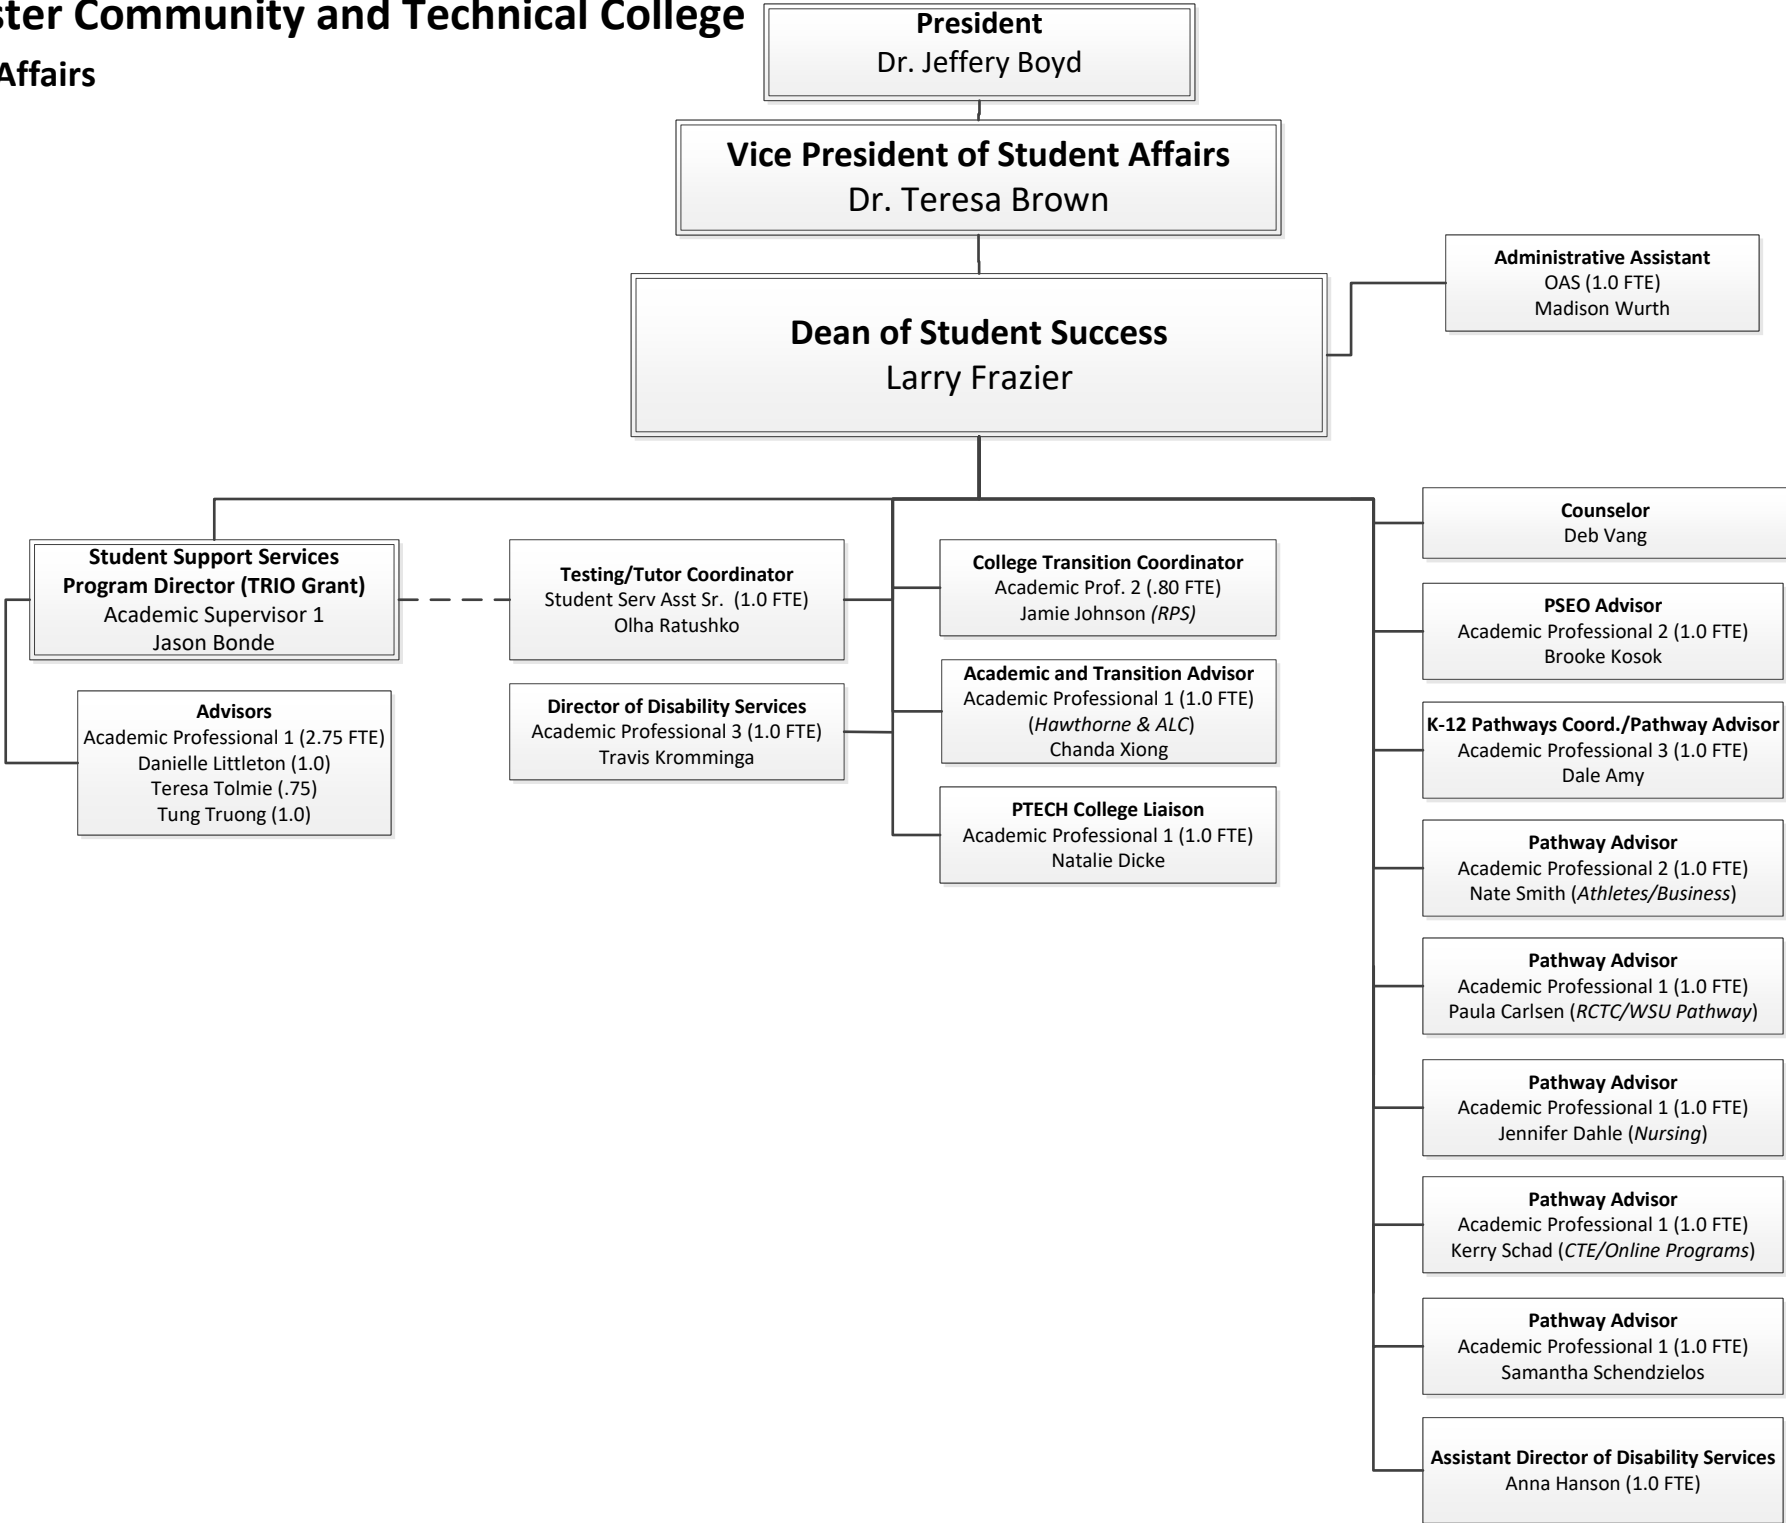 ster Community and Technical College
Affairs
President
Dr. Jeffery Boyd
Vice President of Student Affairs
Dr. Teresa Brown
Dean of Student Success
Larry Frazier
Administrative Assistant
OAS (1.0 FTE)
Madison Wurth
Student Support Services
Program Director (TRIO Grant)
Academic Supervisor 1
Jason Bonde
Advisors
Academic Professional 1 (2.75 FTE)
Danielle Littleton (1.0)
Teresa Tolmie (.75)
Tung Truong (1.0)
Testing/Tutor Coordinator
Student Serv Asst Sr. (1.0 FTE)
Olha Ratushko
Director of Disability Services
Academic Professional 3 (1.0 FTE)
Travis Kromminga
College Transition Coordinator
Academic Prof. 2 (.80 FTE)
Jamie Johnson (RPS)
Academic and Transition Advisor
Academic Professional 1 (1.0 FTE)
(Hawthorne & ALC)
Chanda Xiong
PTECH College Liaison
Academic Professional 1 (1.0 FTE)
Natalie Dicke
Counselor
Deb Vang
PSEO Advisor
Academic Professional 2 (1.0 FTE)
Brooke Kosok
K-12 Pathways Coord./Pathway Advisor
Academic Professional 3 (1.0 FTE)
Dale Amy
Pathway Advisor
Academic Professional 2 (1.0 FTE)
Nate Smith (Athletes/Business)
Pathway Advisor
Academic Professional 1 (1.0 FTE)
Paula Carlsen (RCTC/WSU Pathway)
Pathway Advisor
Academic Professional 1 (1.0 FTE)
Jennifer Dahle (Nursing)
Pathway Advisor
Academic Professional 1 (1.0 FTE)
Kerry Schad (CTE/Online Programs)
Pathway Advisor
Academic Professional 1 (1.0 FTE)
Samantha Schendzielos
Assistant Director of Disability Services
Anna Hanson (1.0 FTE)